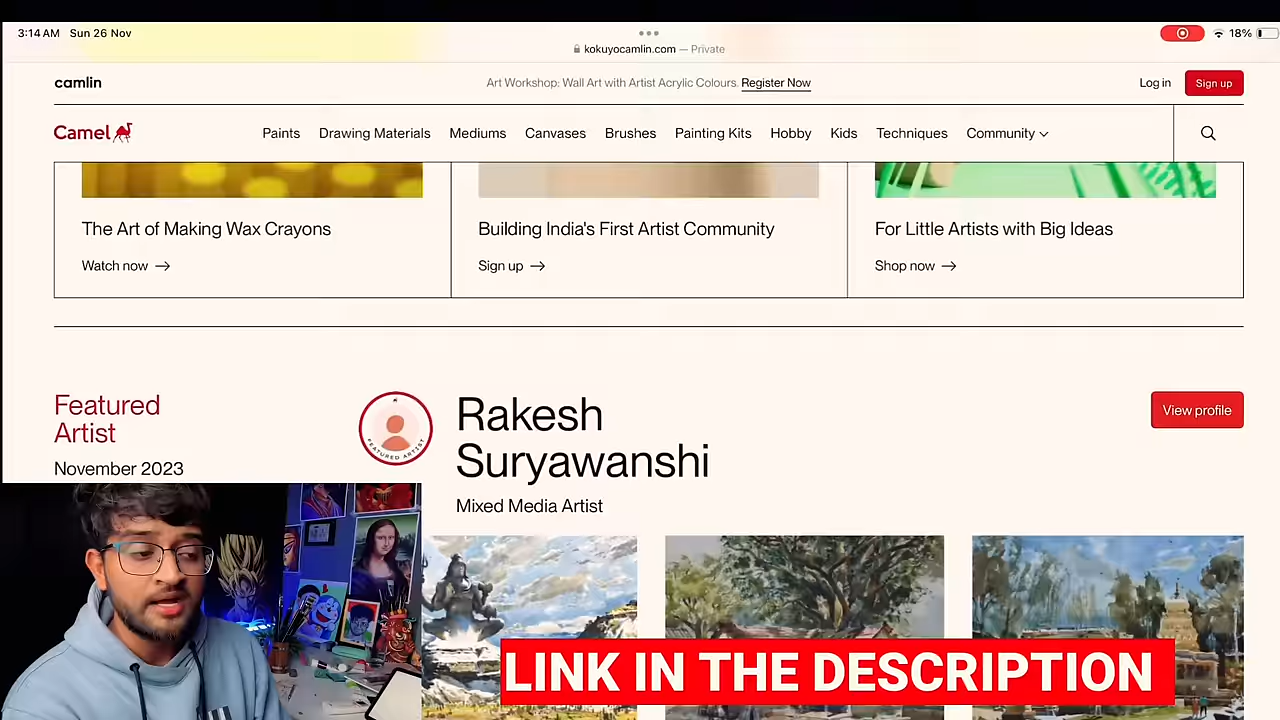 3:14 AM Sun 26 Nov
18%
kokuyocamlin.com — Private
camlin
Art Workshop: Wall Art with Artist Acrylic Colours. Register Now
Log in
Sign up
Camel
Paints
Drawing Materials
Mediums
Canvases
Brushes
Painting Kits
Hobby
Kids
Techniques
Community
The Art of Making Wax Crayons
Watch now
Building India's First Artist Community
Sign up
For Little Artists with Big Ideas
Shop now
Featured
Artist
November 2023
FEATURED ARTIST
Rakesh
Suryawanshi
Mixed Media Artist
View profile
LINK IN THE DESCRIPTION